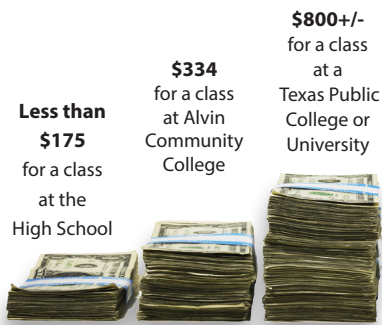 Less than
$175
for a class
at the
High School
$334
for a class
at Alvin
Community
College
$800+/-
for a class
at a
Texas Public
College or
University